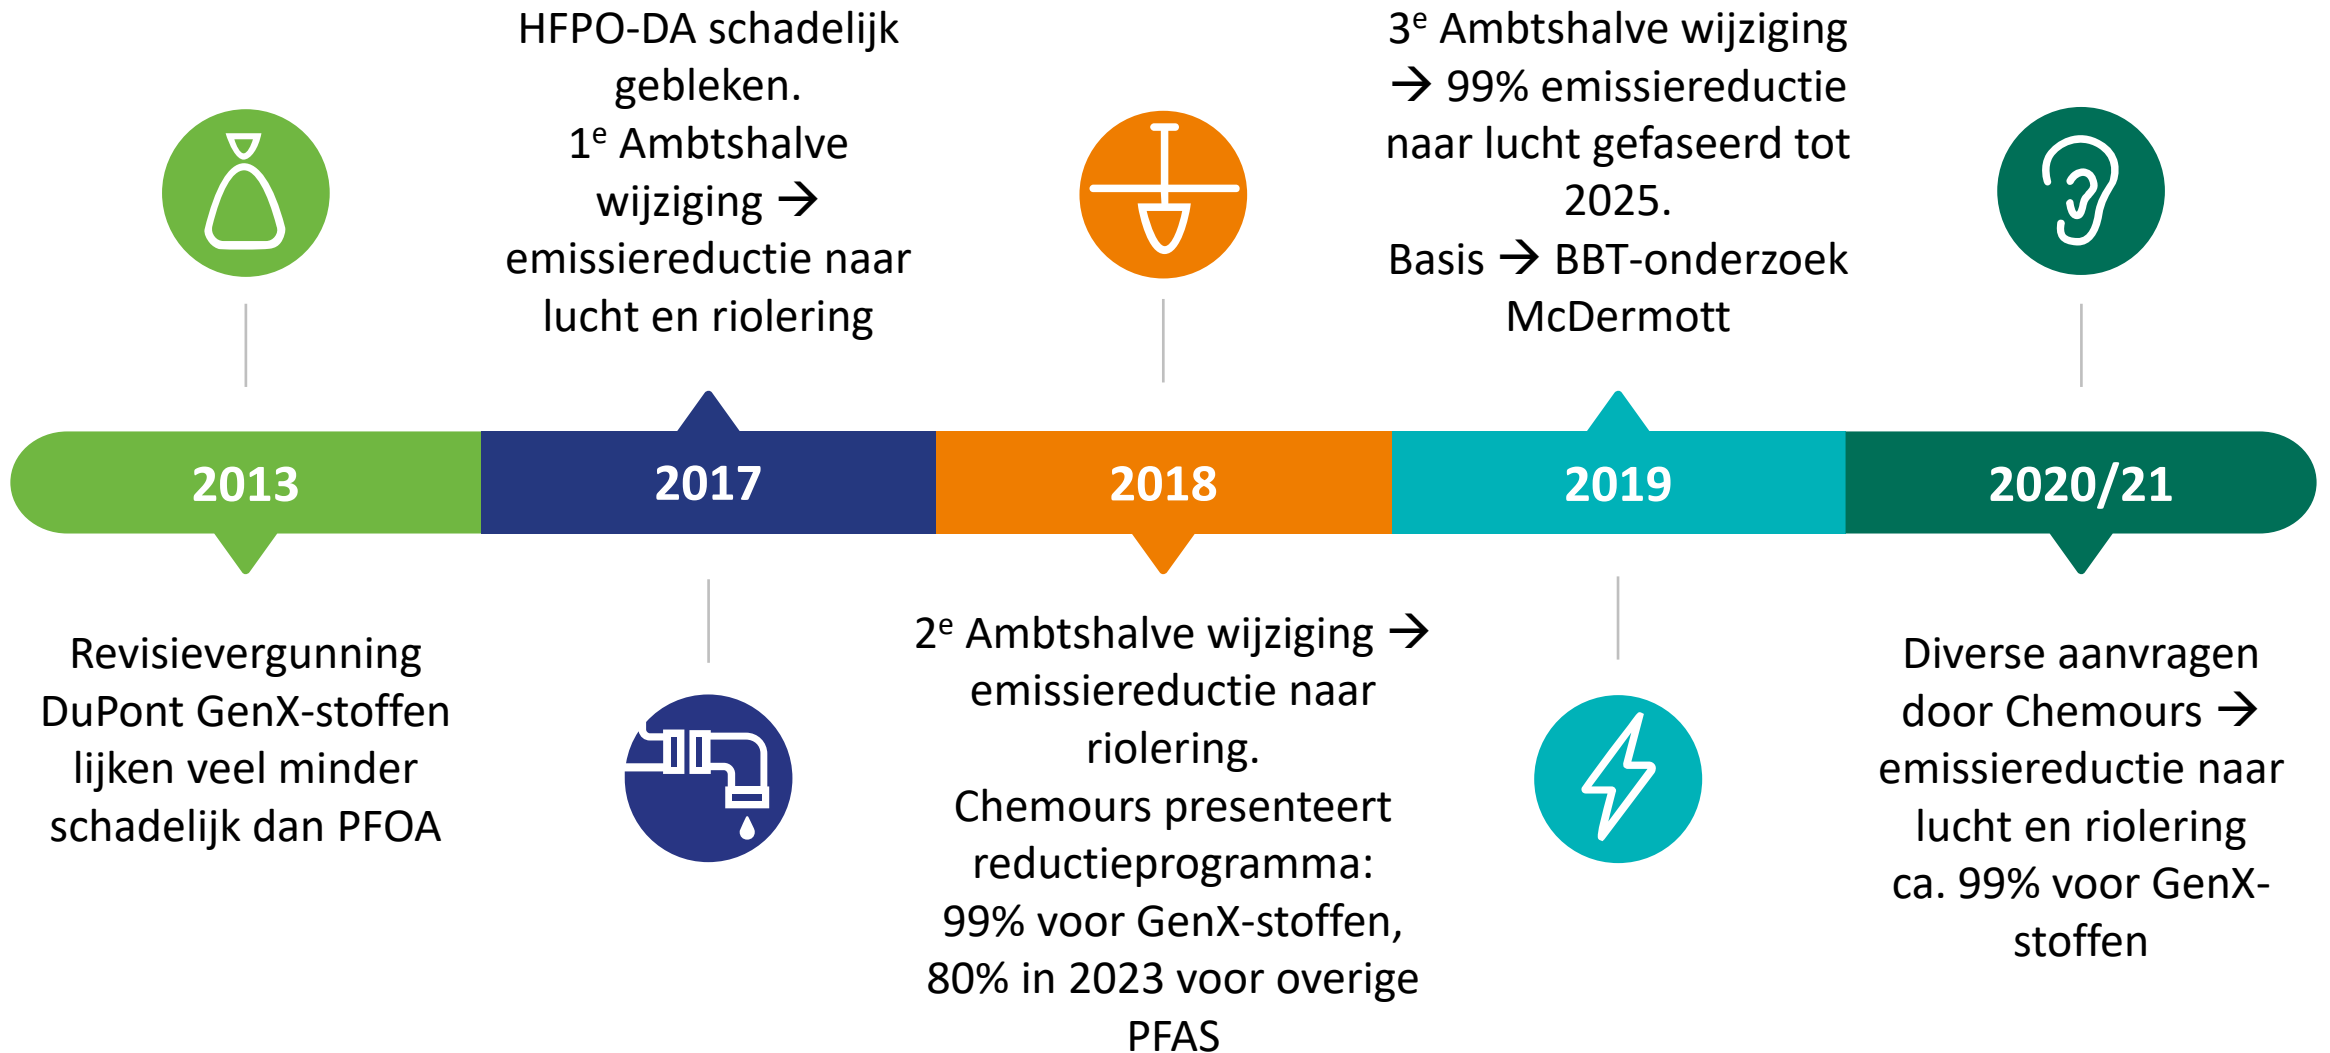 HFPO-DA schadelijk
gebleken.
1e Ambtshalve
wijziging →
emissiereductie naar
lucht en riolering
3e Ambtshalve wijziging
→ 99% emissiereductie
naar lucht gefaseerd tot
2025.
Basis → BBT-onderzoek
McDermott
2013
2017
2018
2019
2020/21
Revisievergunning
DuPont GenX-stoffen
lijken veel minder
schadelijk dan PFOA
2e Ambtshalve wijziging →
emissiereductie naar
riolering.
Chemours presenteert
reductieprogramma:
99% voor GenX-stoffen,
80% in 2023 voor overige
PFAS
Diverse aanvragen
door Chemours →
emissiereductie naar
lucht en riolering
ca. 99% voor GenX-
stoffen